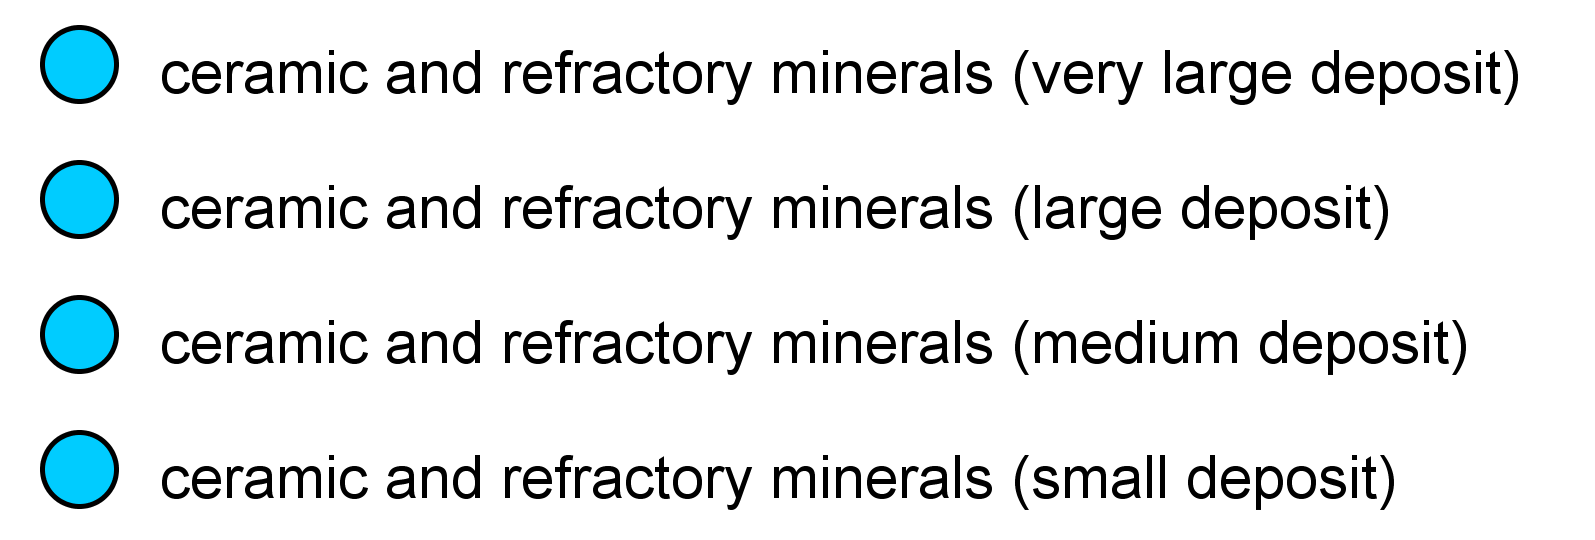 ceramic and refractory minerals (very large deposit)
ceramic and refractory minerals (large deposit)
ceramic and refractory minerals (medium deposit)
ceramic and refractory minerals (small deposit)